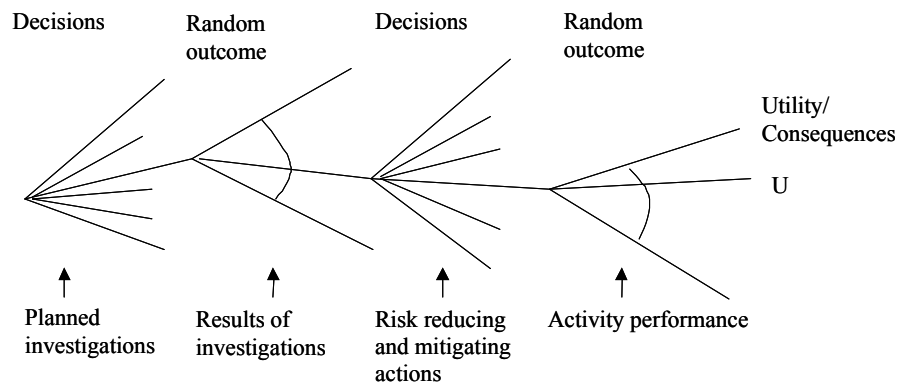 Decisions
Random
outcome
Decisions
Random
outcome
Utility/
Consequences
U
Planned
investigations
Results of
investigations
Risk reducing
and mitigating
actions
Activity performance